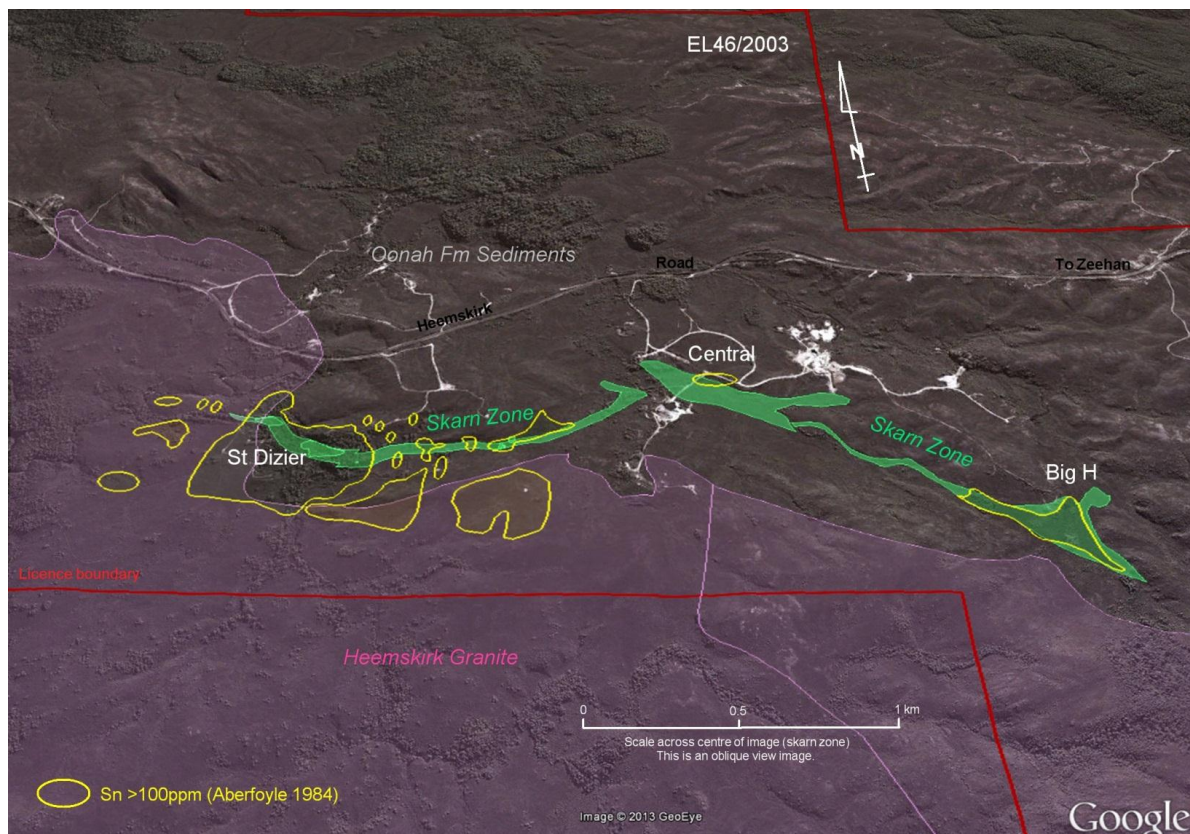 EL46/2003
N
Oonah Fm Sediments
Road
To Zeehan
Heemskirk
Central
Skarn Zone
Skarn Zone
St Dizier
Big H
Licence boundary
Heemskirk Granite
0 0.5 1 km
Scale across centre of image (skarn zone)
This is an oblique view image.
Sn >100ppm (Aberfoyle 1984)
Image © 2013 GeoEye
Google